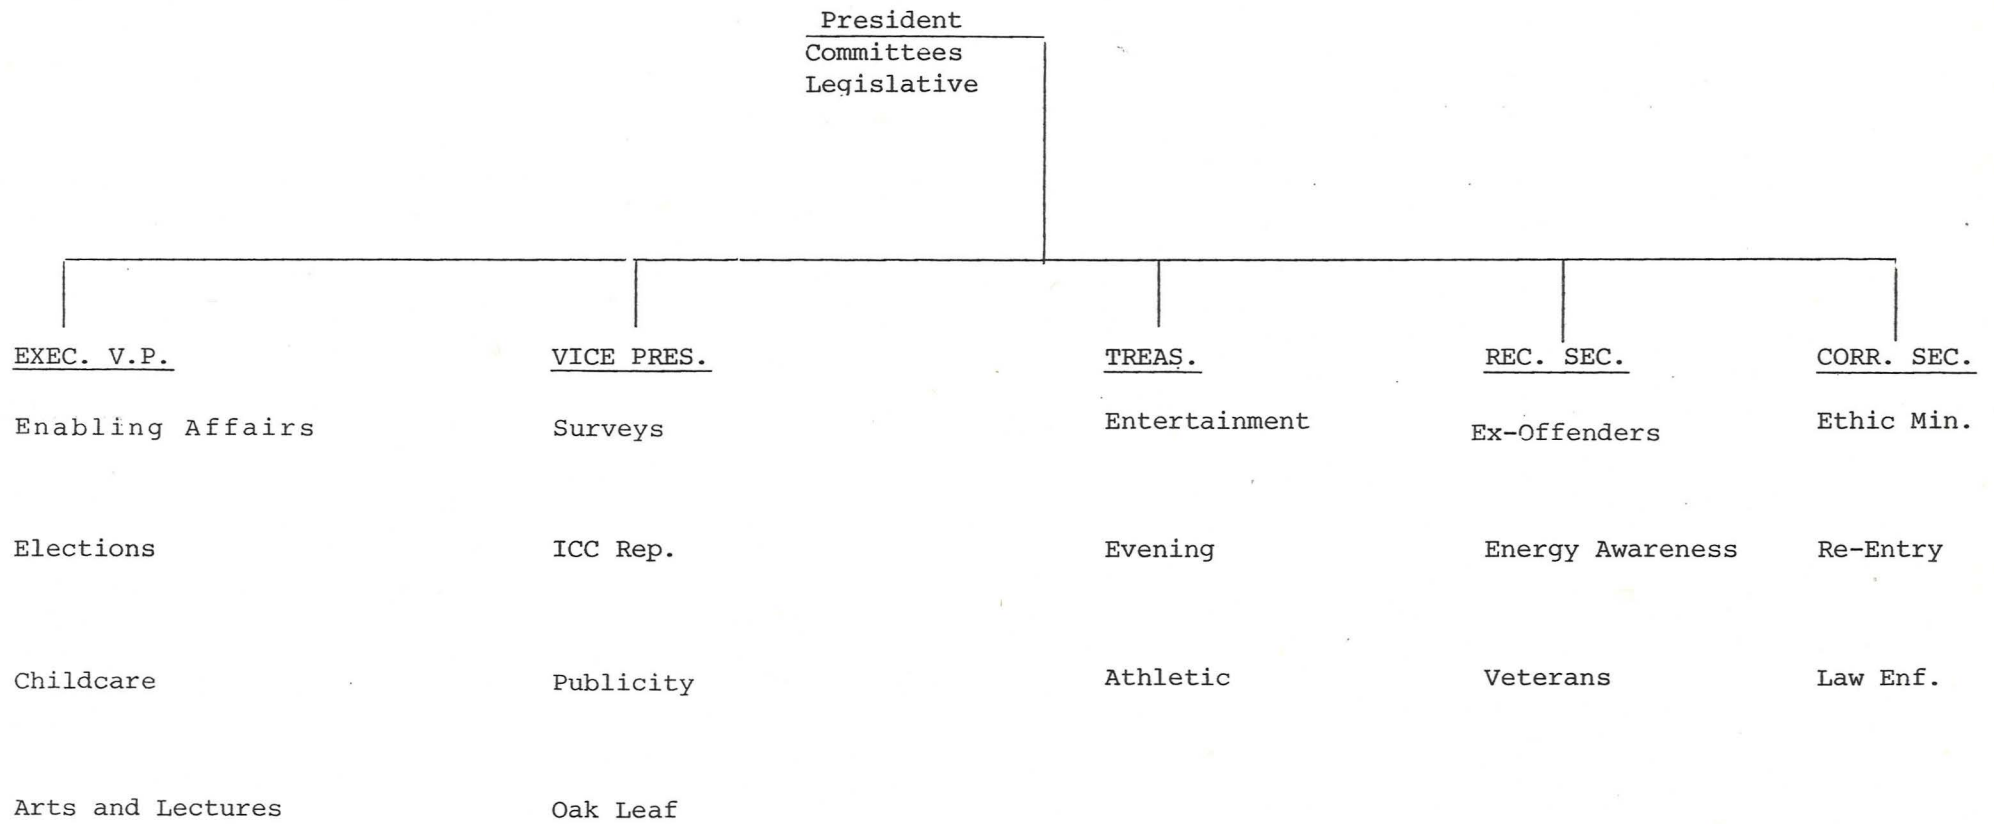 President
Committees
Legislative
EXEC. V.P.
Enabling Affairs
Elections
Childcare
Arts and Lectures
VICE PRES.
Surveys
ICC Rep.
Publicity
Oak Leaf
TREAS.
Entertainment
Evening
Athletic
REC. SEC.
Ex-Offenders
Energy Awareness
Veterans
CORR. SEC.
Ethic Min.
Re-Entry
Law Enf.